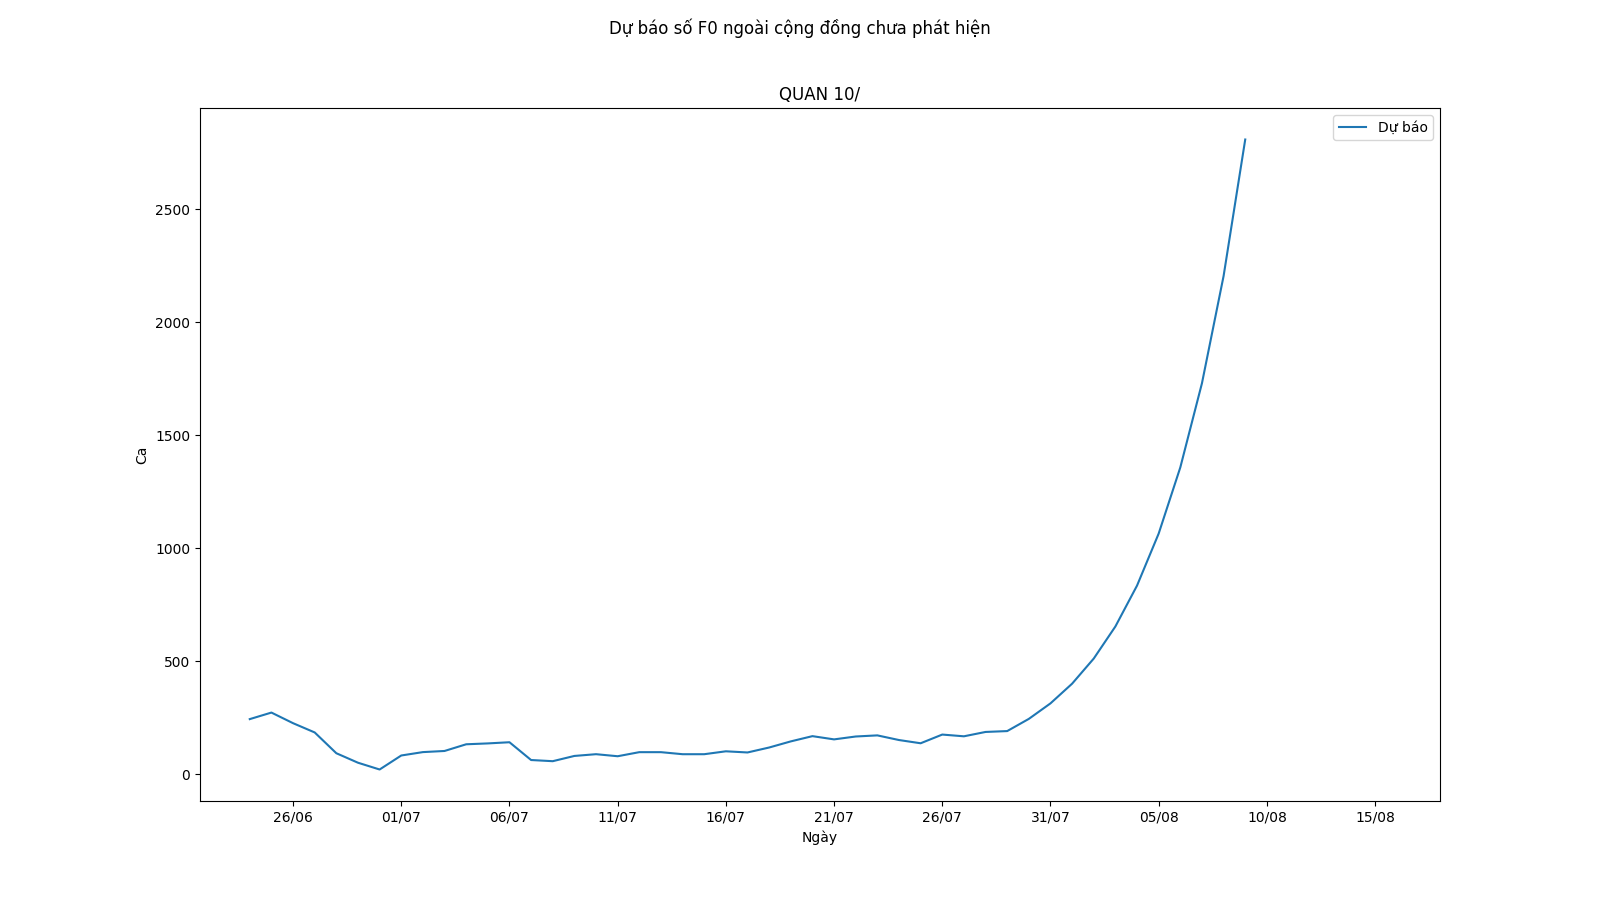 Dự báo số F0 ngoài cộng đồng chưa phát hiện
QUAN 10/
Dự báo
2500
2000
1500
1000
500
0
Ca
26/06 01/07 06/07 11/07 16/07 21/07 26/07 31/07 05/08 10/08 15/08
Ngày